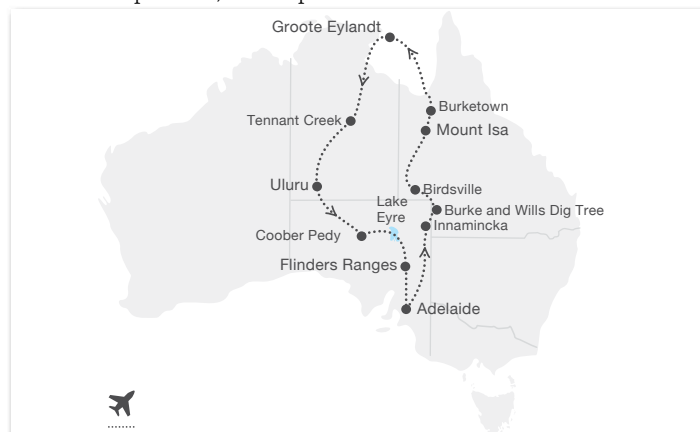 Groote Eylandt
Burketown
Tennant Creek
Mount Isa
Uluru
Birdsville
Lake
Eyre
Burke and Wills Dig Tree
Innamincka
Coober Pedy
Flinders Ranges
Adelaide